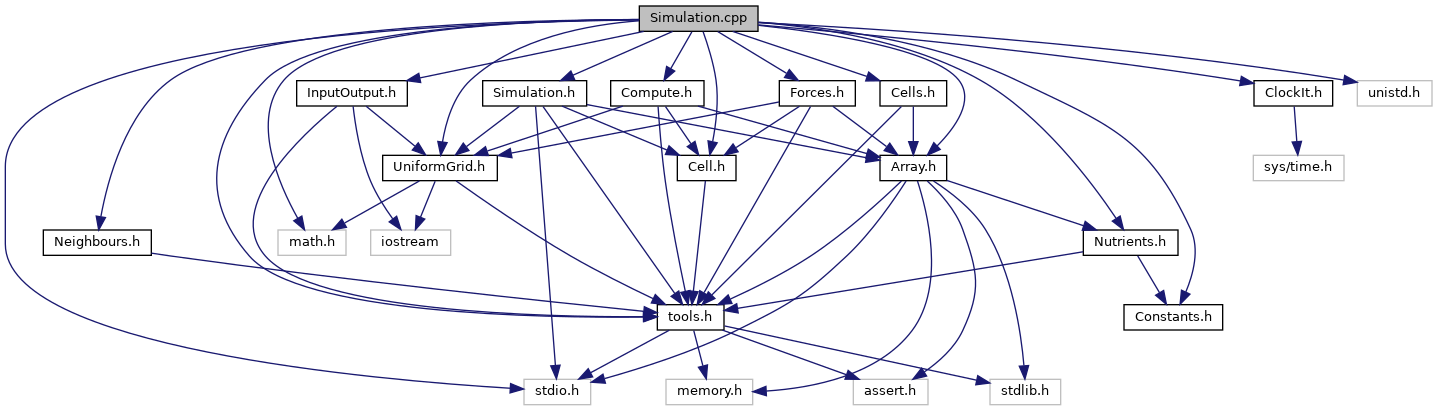 Simulation.cpp
InputOutput.h
Simulation.h
Compute.h
Forces.h
Cells.h
ClockIt.h
unistd.h
UniformGrid.h
Cell.h
Array.h
sys/time.h
Neighbours.h
math.h
iostream
Nutrients.h
tools.h
Constants.h
stdio.h
memory.h
assert.h
stdlib.h